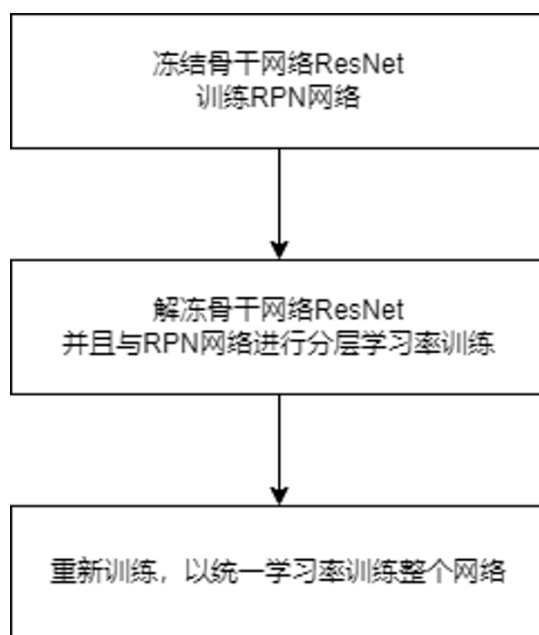 冻结骨干网络ResNet
训练RPN网络
解冻骨干网络ResNet
并且与RPN网络进行分层学习率训练
重新训练，以统一学习率训练整个网络